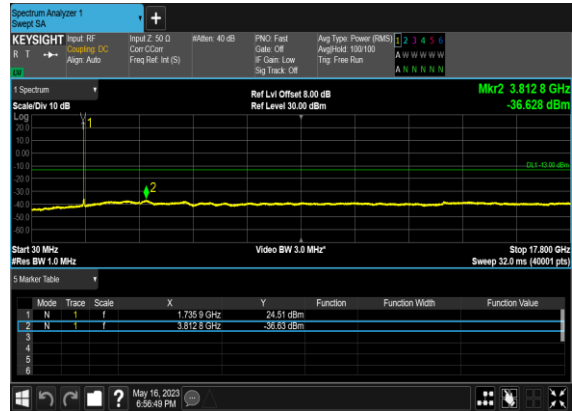 Spectrum Analyzer 1
Swept SA
+
KEYSIGHT
R T
LW
Input: RF
Coupling: DC
Align: Auto
Input Z: 50 Ω
Corr CCorr
Freq Ref: Int (S)
#Atten: 40 dB
PNO: Fast
Gate: Off
IF Gain: Low
Sig Track: Off
Avg Type: Power (RMS)
Avg|Hold: 100/100
Trig: Free Run
1 2 3 4 5 6
A W W W W W
A N N N N N
1 Spectrum
Scale/Div 10 dB
Ref Lvl Offset 8.00 dB
Ref Level 30.00 dBm
Mkr2 3.812 8 GHz
-36.628 dBm
Log
20.0
10.0
0.00
-10.0
-20.0
-30.0
-40.0
-50.0
-60.0
1
2
DL1 -13.00 dBm
Start 30 MHz
#Res BW 1.0 MHz
Video BW 3.0 MHz*
Stop 17.800 GHz
Sweep 32.0 ms (40001 pts)
5 Marker Table
Mode Trace Scale X Y Function Function Width Function Value
1 N 1 f 1.735 9 GHz 24.51 dBm
2 N 1 f 3.812 8 GHz -36.63 dBm
3
4
5
6
?
May 16, 2023
6:56:49 PM